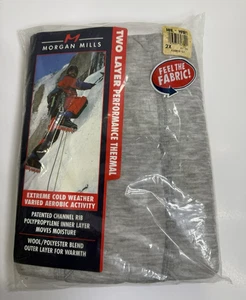 MORGAN MILLS
TWO LAYER PERFORMANCE THERMAL
2X
FEEL THE
FABRIC!
EXTREME COLD WEATHER
VARIED AEROBIC ACTIVITY
PATENTED CHANNEL RIB
POLYPROPYLENE INNER LAYER
MOVES MOISTURE
WOOL/POLYESTER BLEND
OUTER LAYER FOR WARMTH